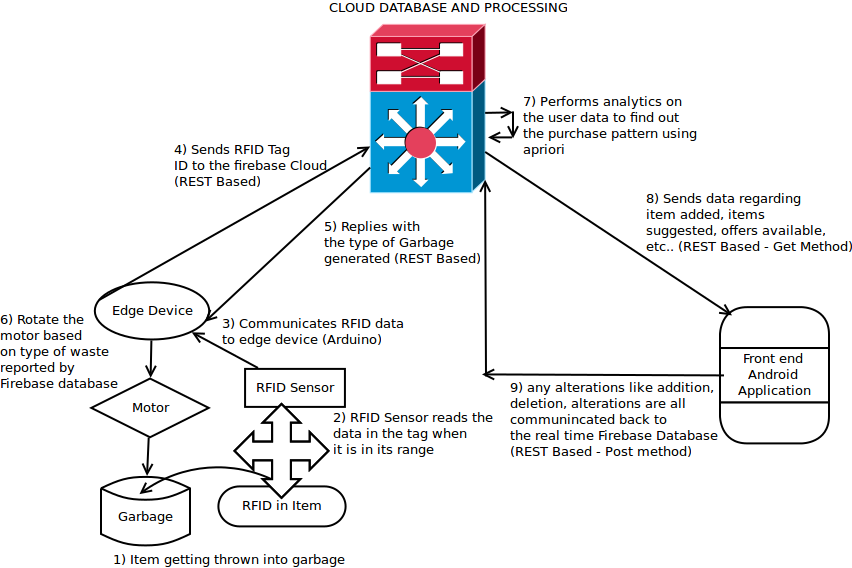 CLOUD DATABASE AND PROCESSING
7) Performs analytics on
the user data to find out
the purchase pattern using
apriori
4) Sends RFID Tag
ID to the firebase Cloud
(REST Based)
8) Sends data regarding
item added, items
suggested, offers available,
etc.. (REST Based - Get Method)
5) Replies with
the type of Garbage
generated (REST Based)
Edge Device
6) Rotate the
motor based
on type of waste
reported by
Firebase database
3) Communicates RFID data
to edge device (Arduino)
Front end
Android
Application
RFID Sensor
Motor
9) any alterations like addition,
deletion, alterations are all
communincated back to
the real time Firebase Database
(REST Based - Post method)
2) RFID Sensor reads the
data in the tag when
it is in its range
RFID in Item
Garbage
1) Item getting thrown into garbage